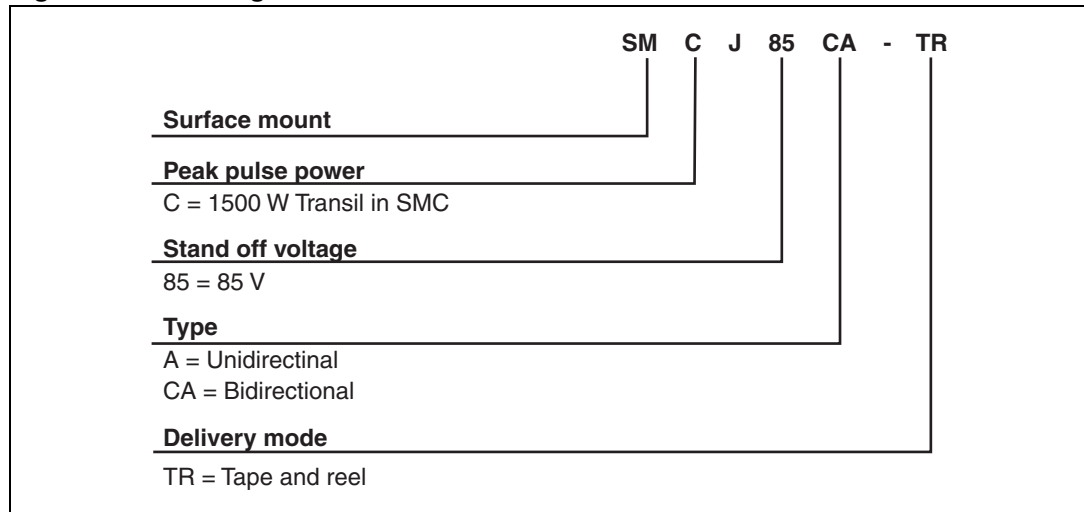 SM C J 85 CA - TR
Surface mount
Peak pulse power
C = 1500 W Transil in SMC
Stand off voltage
85 = 85 V
Type
A = Unidirectinal
CA = Bidirectional
Delivery mode
TR = Tape and reel